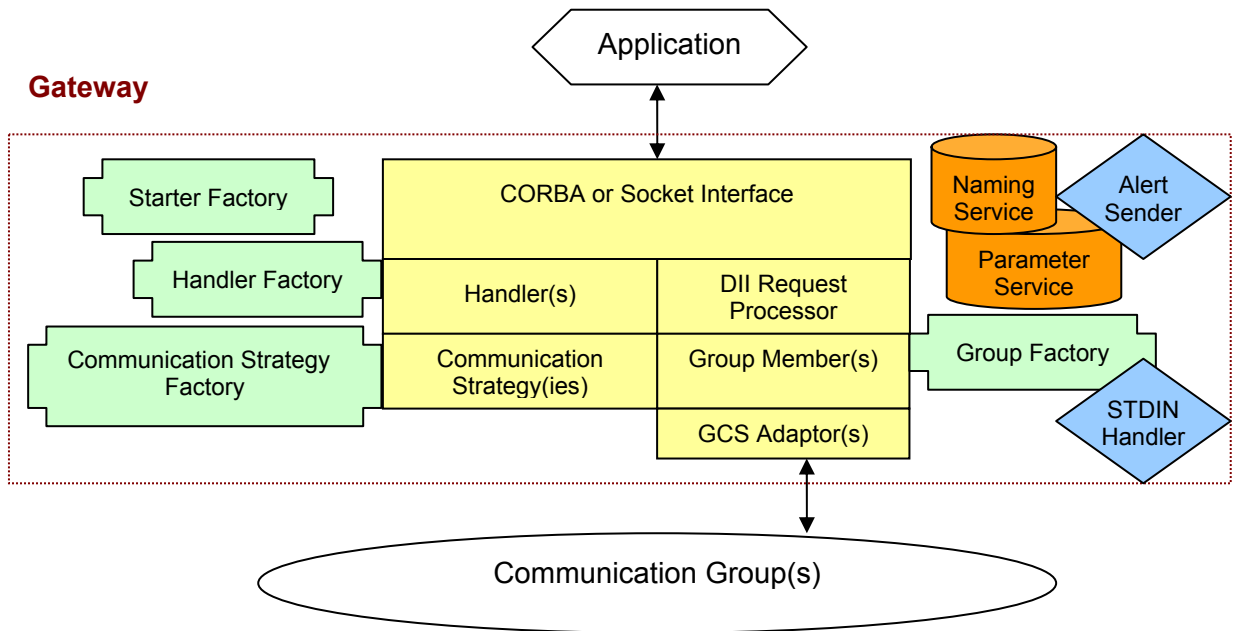 Application
Gateway
Starter Factory
CORBA or Socket Interface
Naming
Service
Alert
Sender
Handler Factory
Handler(s)
DII Request
Processor
Parameter
Service
Communication Strategy
Factory
Communication
Strategy(ies)
Group Member(s)
Group Factory
GCS Adaptor(s)
STDIN
Handler
Communication Group(s)